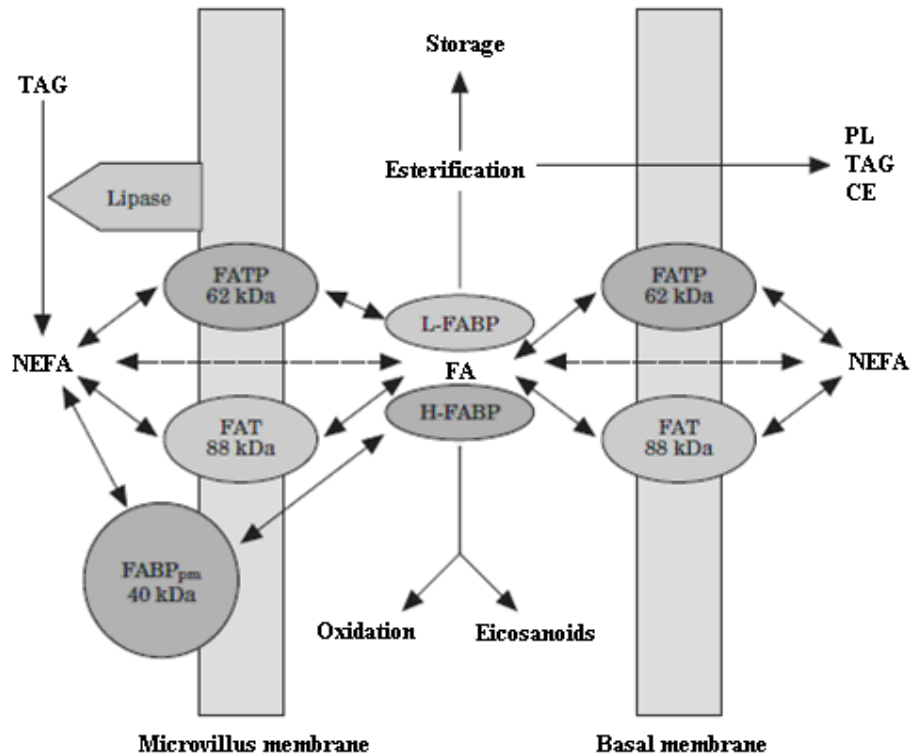 Storage
TAG
PL
TAG
CE
Esterification
Lipase
FATP
62 kDa
FATP
62 kDa
L-FABP
NEFA
FA
NEFA
H-FABP
FAT
88 kDa
FAT
88 kDa
FABPpm
40 kDa
Oxidation
Eicosanoids
Microvillus membrane
Basal membrane